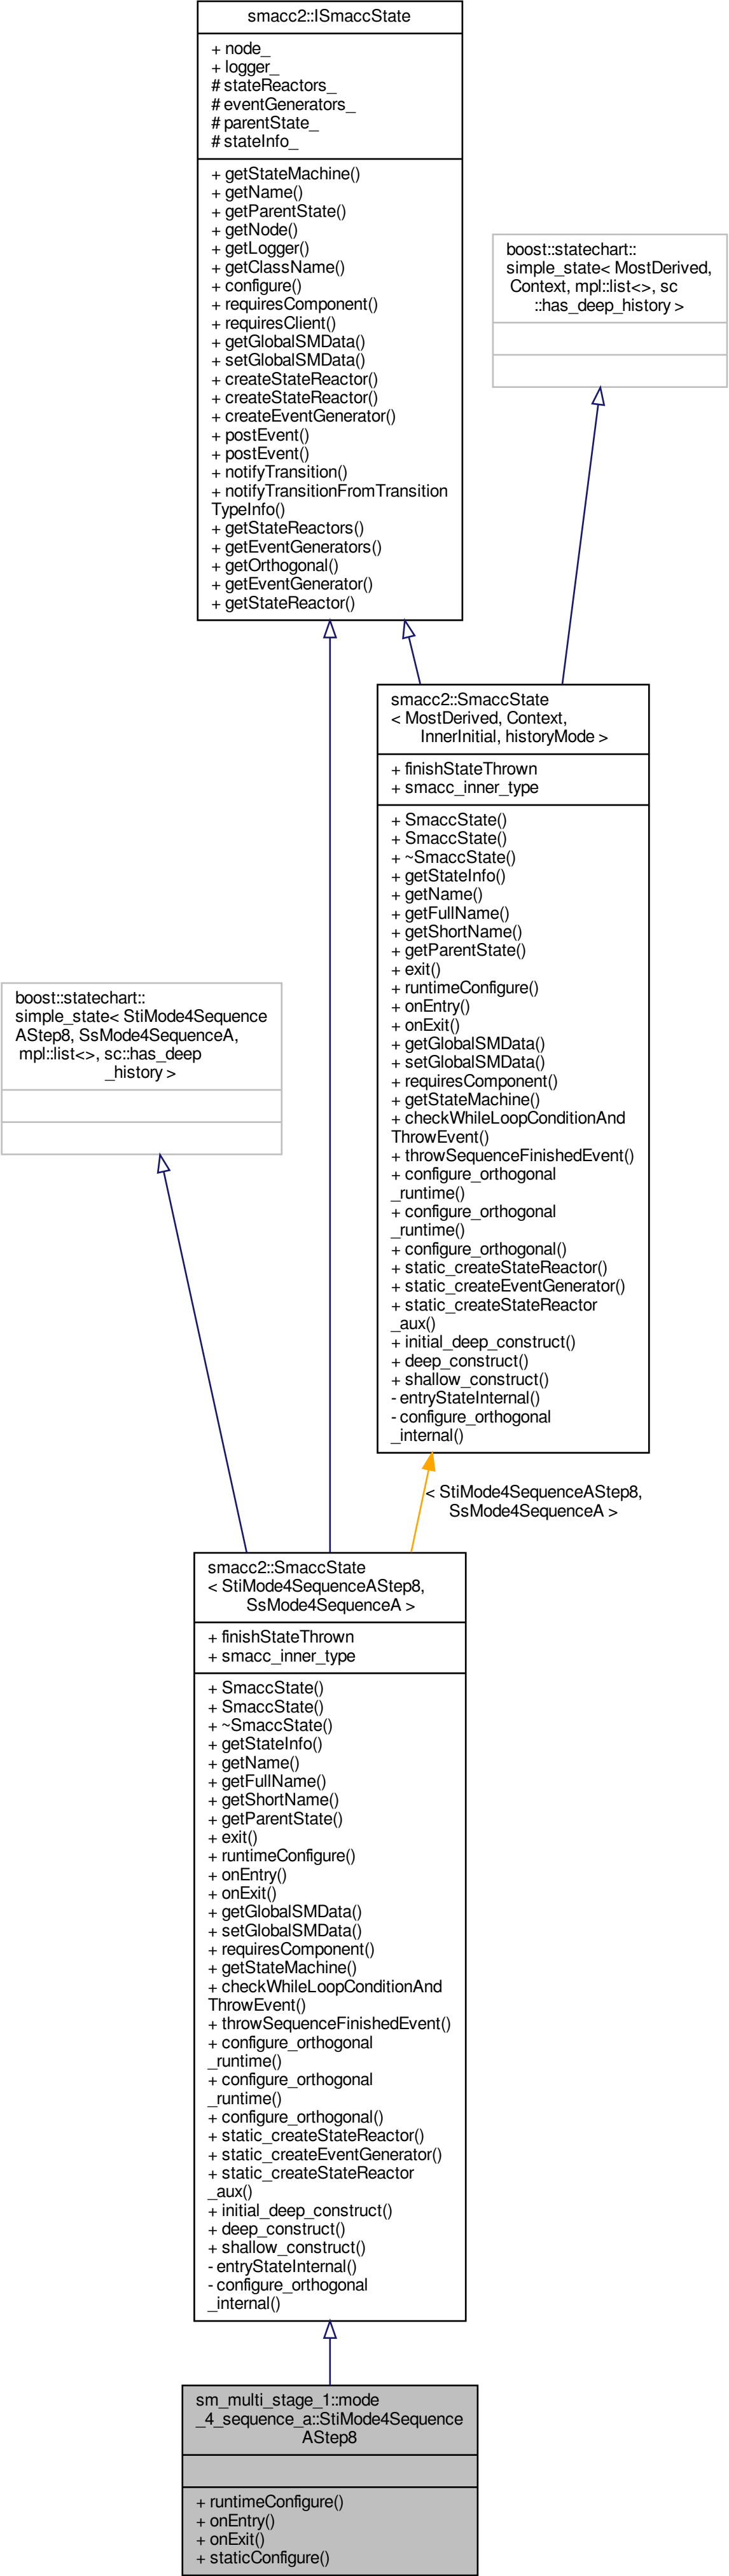 smacc2::ISmaccState
+ node_
+ logger_
# stateReactors_
# eventGenerators_
# parentState_
# stateInfo_
+ getStateMachine()
+ getName()
+ getParentState()
+ getNode()
+ getLogger()
+ getClassName()
+ configure()
+ requiresComponent()
+ requiresClient()
+ getGlobalSMData()
+ setGlobalSMData()
+ createStateReactor()
+ createStateReactor()
+ createEventGenerator()
+ postEvent()
+ postEvent()
+ notifyTransition()
+ notifyTransitionFromTransition
TypeInfo()
+ getStateReactors()
+ getEventGenerators()
+ getOrthogonal()
+ getEventGenerator()
+ getStateReactor()
boost::statechart::
simple_state< MostDerived,
Context, mpl::list<>, sc
::has_deep_history >
smacc2::SmaccState
< MostDerived, Context,
InnerInitial, historyMode >
+ finishStateThrown
+ smacc_inner_type
+ SmaccState()
+ SmaccState()
+ ~SmaccState()
+ getStateInfo()
+ getName()
+ getFullName()
+ getShortName()
+ getParentState()
+ exit()
+ runtimeConfigure()
+ onEntry()
+ onExit()
+ getGlobalSMData()
+ setGlobalSMData()
+ requiresComponent()
+ getStateMachine()
+ checkWhileLoopConditionAnd
ThrowEvent()
+ throwSequenceFinishedEvent()
+ configure_orthogonal
_runtime()
+ configure_orthogonal
_runtime()
+ configure_orthogonal()
+ static_createStateReactor()
+ static_createEventGenerator()
+ static_createStateReactor
_aux()
+ initial_deep_construct()
+ deep_construct()
+ shallow_construct()
- entryStateInternal()
- configure_orthogonal
_internal()
boost::statechart::
simple_state< StiMode4Sequence
AStep8, SsMode4SequenceA,
mpl::list<>, sc::has_deep
_history >
< StiMode4SequenceAStep8,
SsMode4SequenceA >
smacc2::SmaccState
< StiMode4SequenceAStep8,
SsMode4SequenceA >
+ finishStateThrown
+ smacc_inner_type
+ SmaccState()
+ SmaccState()
+ ~SmaccState()
+ getStateInfo()
+ getName()
+ getFullName()
+ getShortName()
+ getParentState()
+ exit()
+ runtimeConfigure()
+ onEntry()
+ onExit()
+ getGlobalSMData()
+ setGlobalSMData()
+ requiresComponent()
+ getStateMachine()
+ checkWhileLoopConditionAnd
ThrowEvent()
+ throwSequenceFinishedEvent()
+ configure_orthogonal
_runtime()
+ configure_orthogonal
_runtime()
+ configure_orthogonal()
+ static_createStateReactor()
+ static_createEventGenerator()
+ static_createStateReactor
_aux()
+ initial_deep_construct()
+ deep_construct()
+ shallow_construct()
- entryStateInternal()
- configure_orthogonal
_internal()
sm_multi_stage_1::mode
_4_sequence_a::StiMode4Sequence
AStep8
+ runtimeConfigure()
+ onEntry()
+ onExit()
+ staticConfigure()